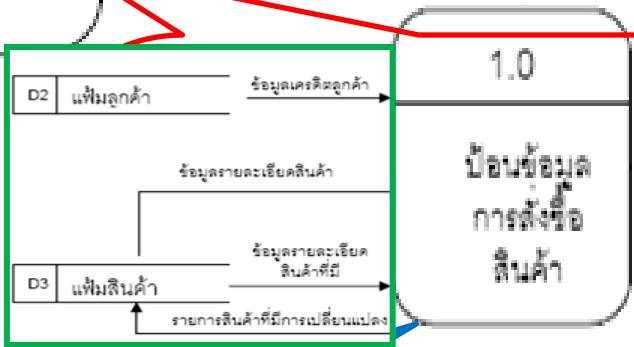 1.0
ป้อนข้อมูล
การสั่งซื้อ
สินค้า
D2 แฟ้มลูกค้า
ข้อมูลเครดิตลูกค้า
ข้อมูลรายละเอียดสินค้า
ข้อมูลรายละเอียด
สินค้าที่มี
D3 แฟ้มสินค้า
รายการสินค้าที่มีการเปลี่ยนแปลง